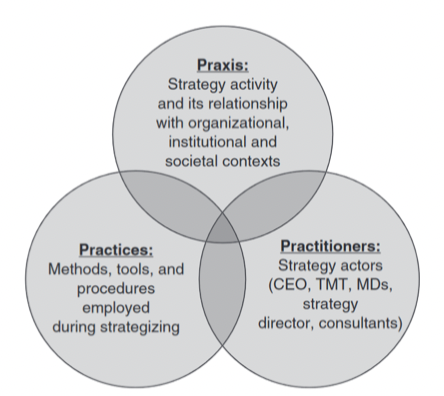 Praxis:
Strategy activity
and its relationship
with organizational,
institutional and
societal contexts
Practices:
Methods, tools, and
procedures
employed
during strategizing
Practitioners:
Strategy actors
(CEO, TMT, MDs,
strategy
director, consultants)